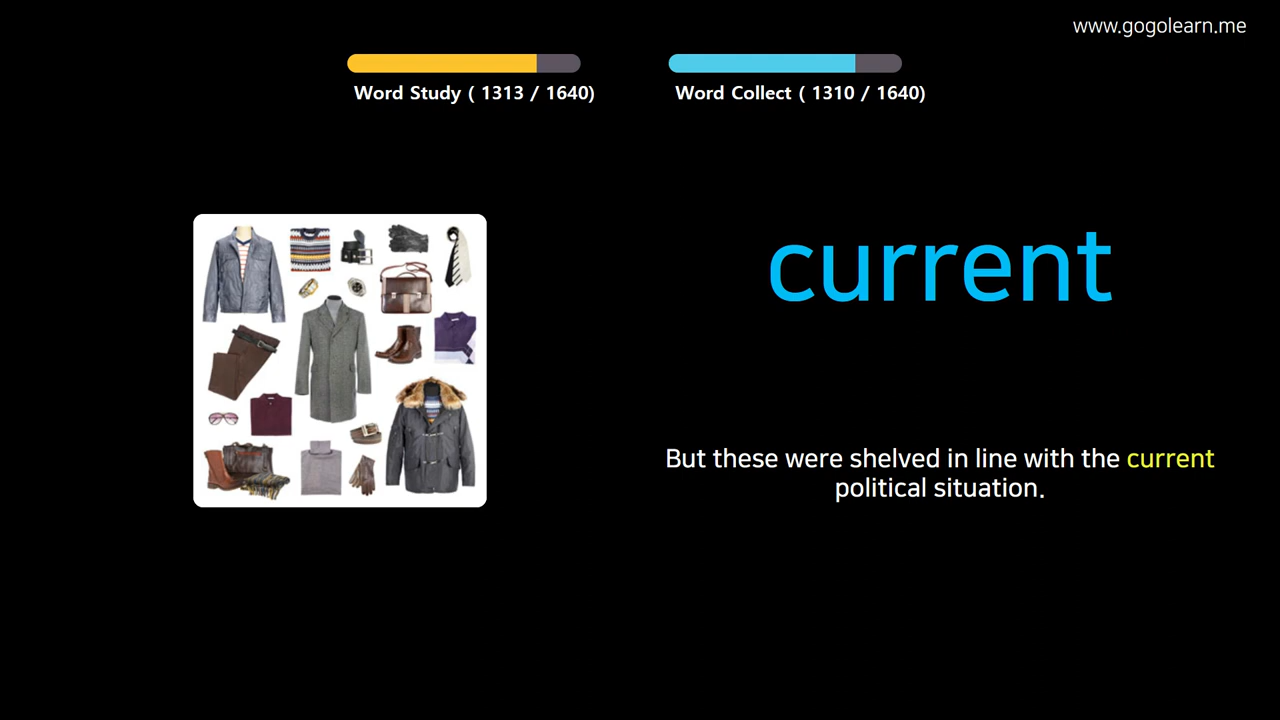 www.gogolearn.me
Word Study ( 1313 / 1640)
Word Collect ( 1310 / 1640)
current
But these were shelved in line with the current
political situation.